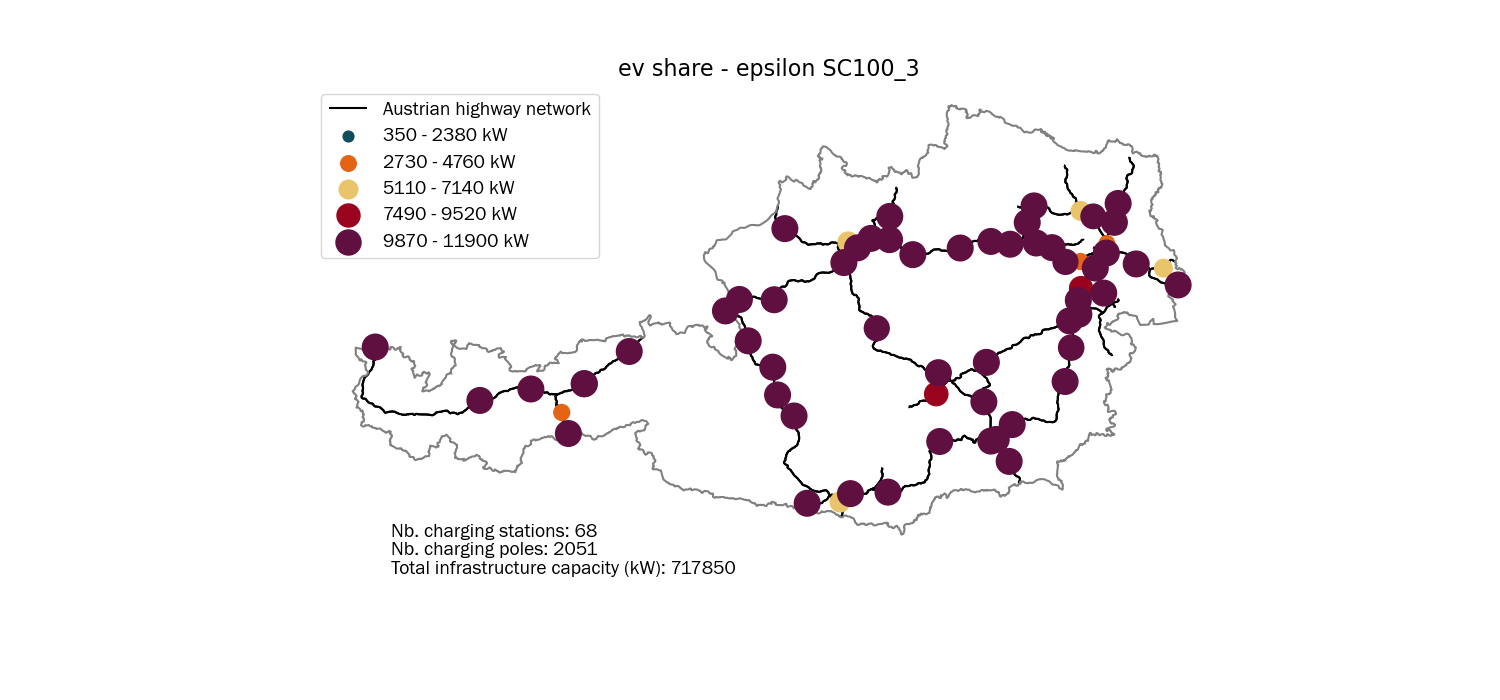 ev share - epsilon SC100_3
Austrian highway network
350 - 2380 kW
2730 - 4760 kW
5110 - 7140 kW
7490 - 9520 kW
9870 - 11900 kW
Nb. charging stations: 68
Nb. charging poles: 2051
Total infrastructure capacity (kW): 717850